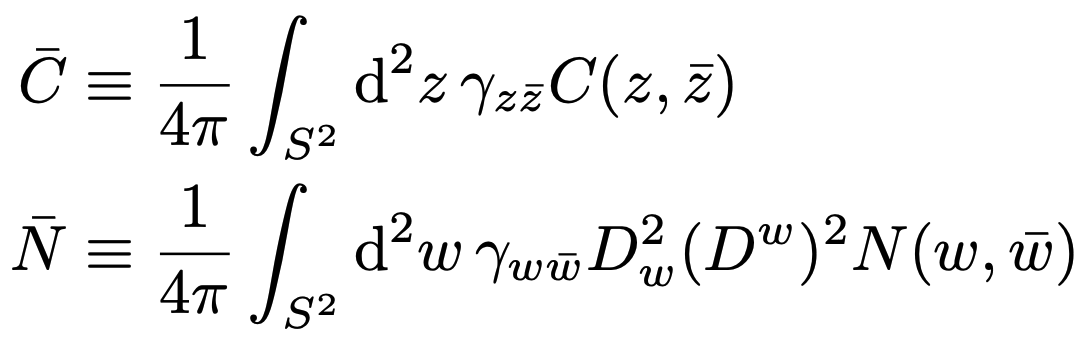 \bar{C} \equiv \frac{1}{4\pi} \int_{S^2} \mathrm{d}^2 z \, \gamma_{z\bar{z}} C(z, \bar{z})
\bar{N} \equiv \frac{1}{4\pi} \int_{S^2} \mathrm{d}^2 w \, \gamma_{w\bar{w}} D_w^2 (D^w)^2 N(w, \bar{w})